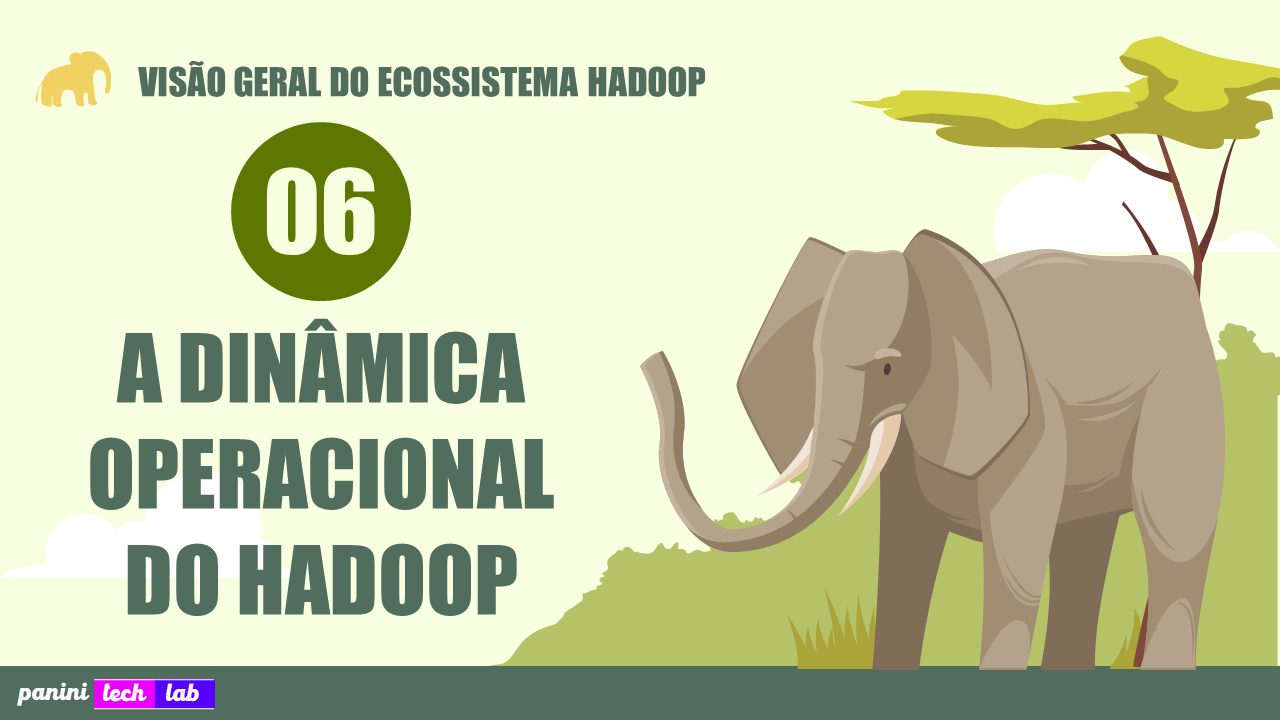 VISÃO GERAL DO ECOSSISTEMA HADOOP
06
A DINÂMICA
OPERACIONAL
DO HADOOP
panini tech lab